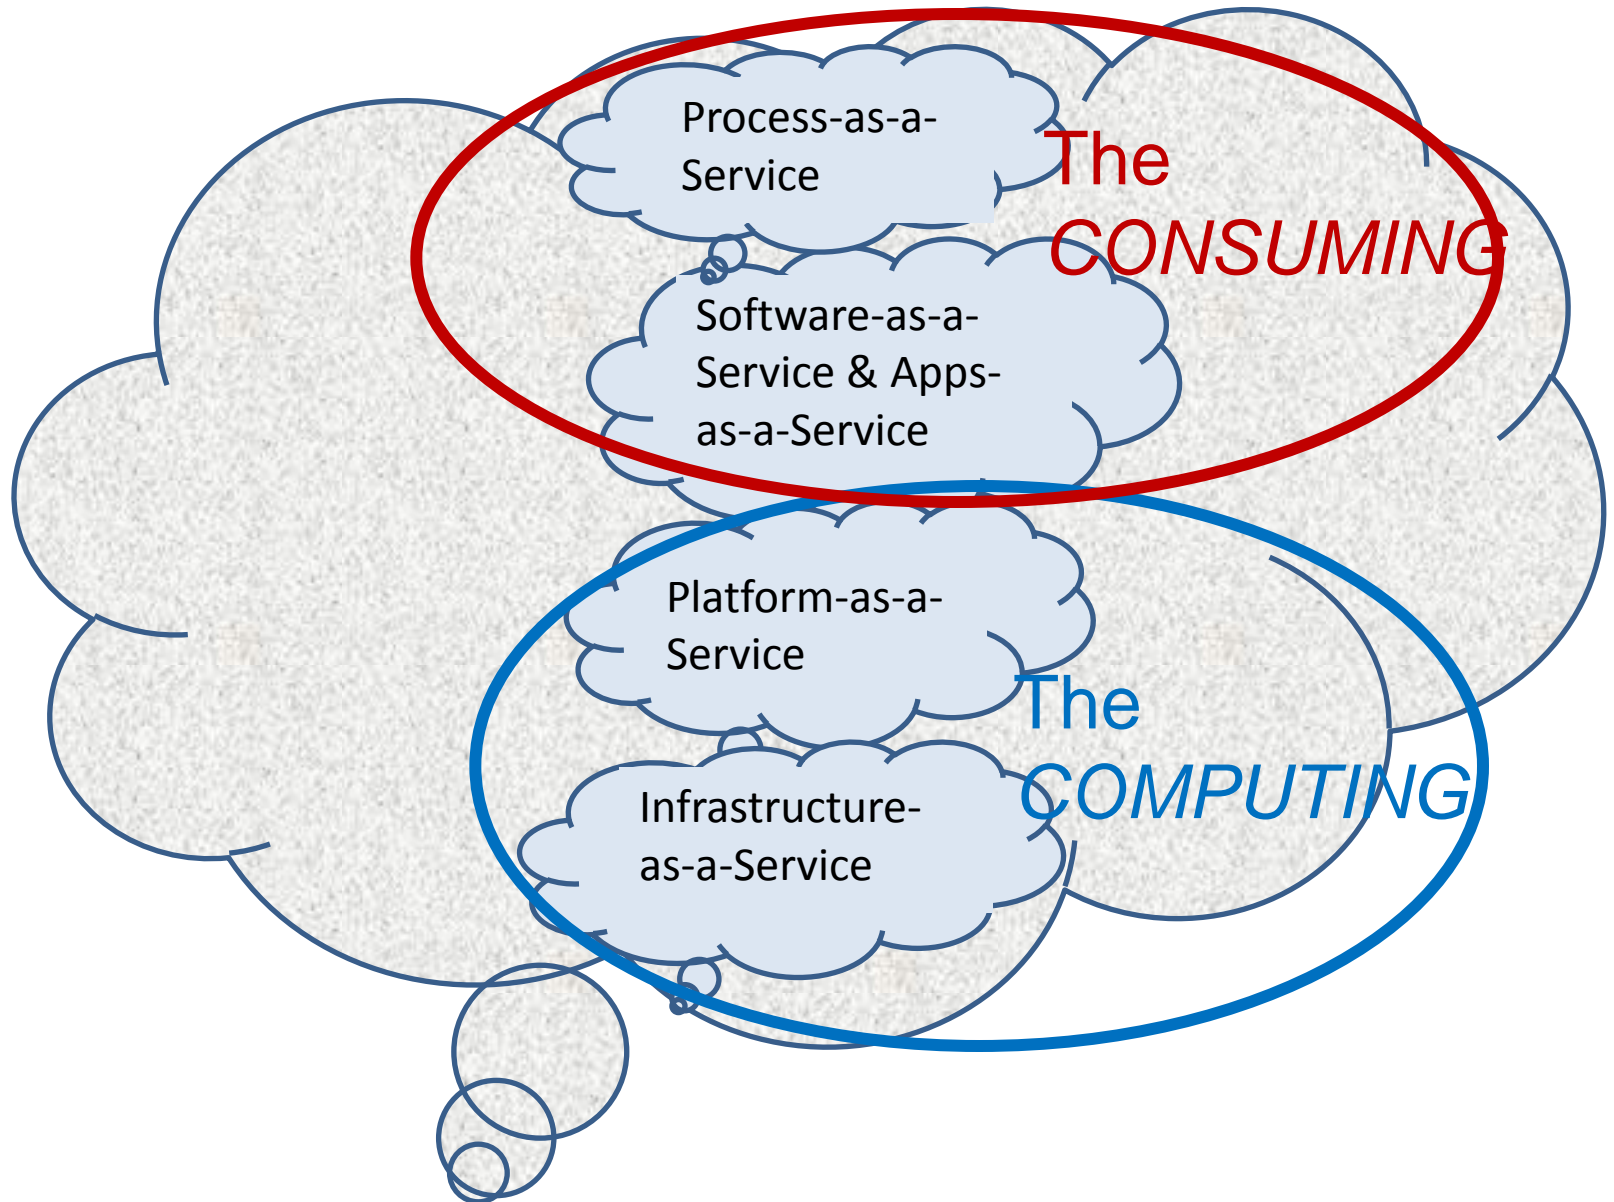 Process-as-a-
Service
The
CONSUMING
Software-as-a-
Service & Apps-
as-a-Service
Platform-as-a-
Service
The
COMPUTING
Infrastructure-
as-a-Service